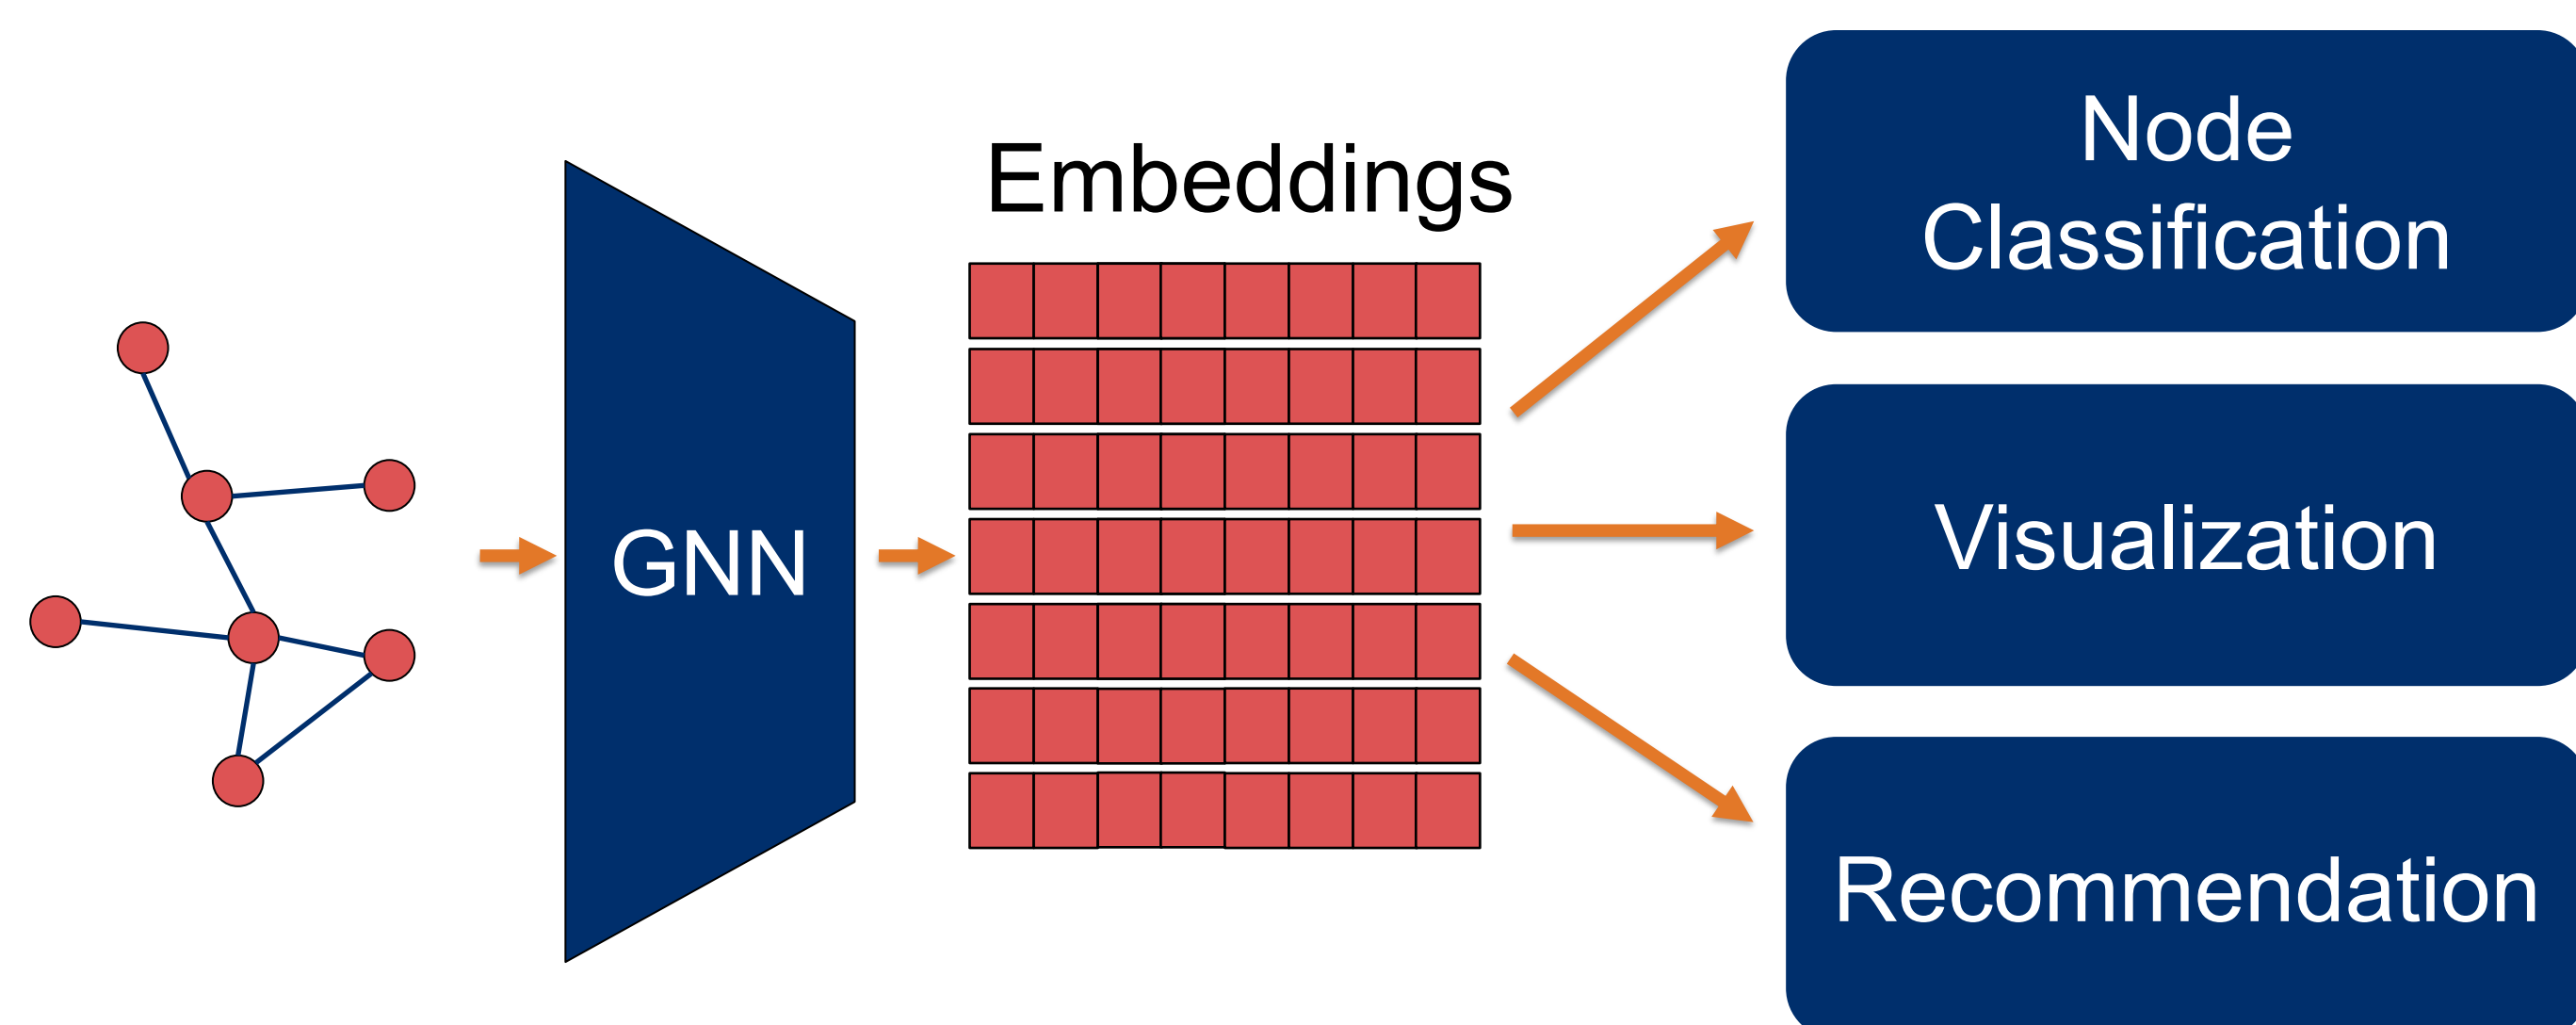 GNN
Embeddings
Node
Classification
Visualization
Recommendation